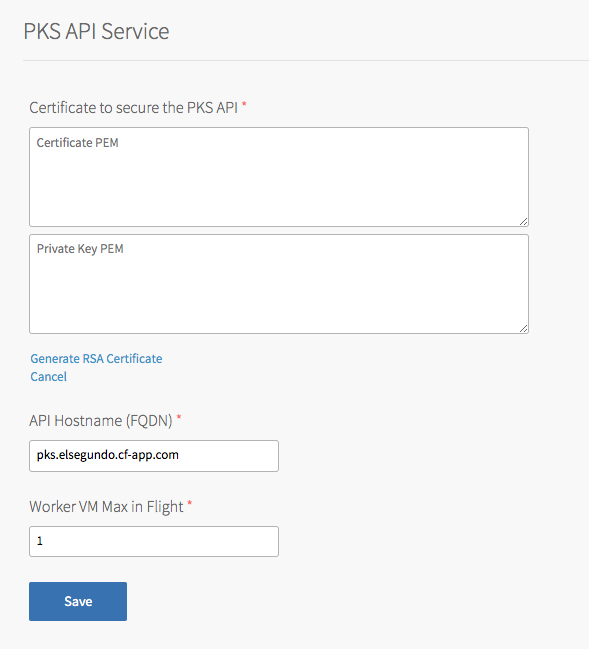 PKS API Service
Certificate to secure the PKS API *
Certificate PEM
Private Key PEM
Generate RSA Certificate
Cancel
API Hostname (FQDN) *
pks.elsegundo.cf-app.com
Worker VM Max in Flight *
1
Save